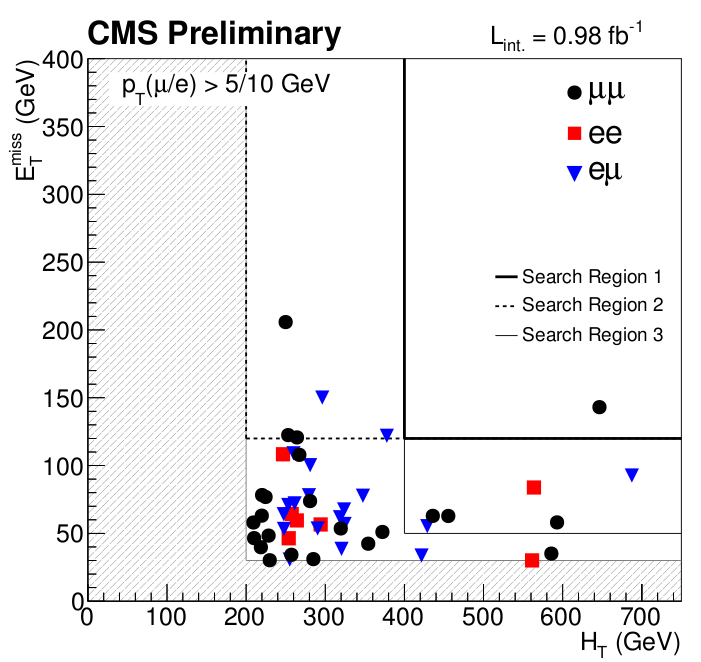 CMS Preliminary
L_int. = 0.98 fb^-1
p_T(μ/e) > 5/10 GeV
E_T^miss (GeV)
400
350
300
250
200
150
100
50
0
μμ
ee
eμ
Search Region 1
Search Region 2
Search Region 3
0 100 200 300 400 500 600 700
H_T (GeV)